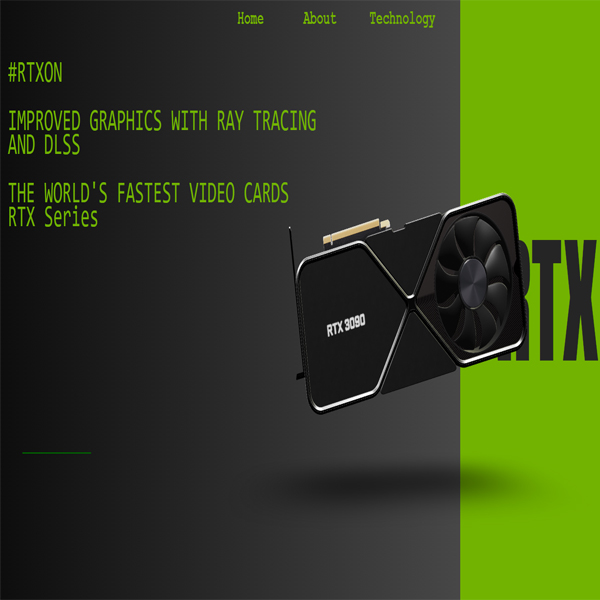 Home About Technology
#RTXON
IMPROVED GRAPHICS WITH RAY TRACING
AND DLSS
THE WORLD'S FASTEST VIDEO CARDS
RTX Series
RTX 3090
RTX